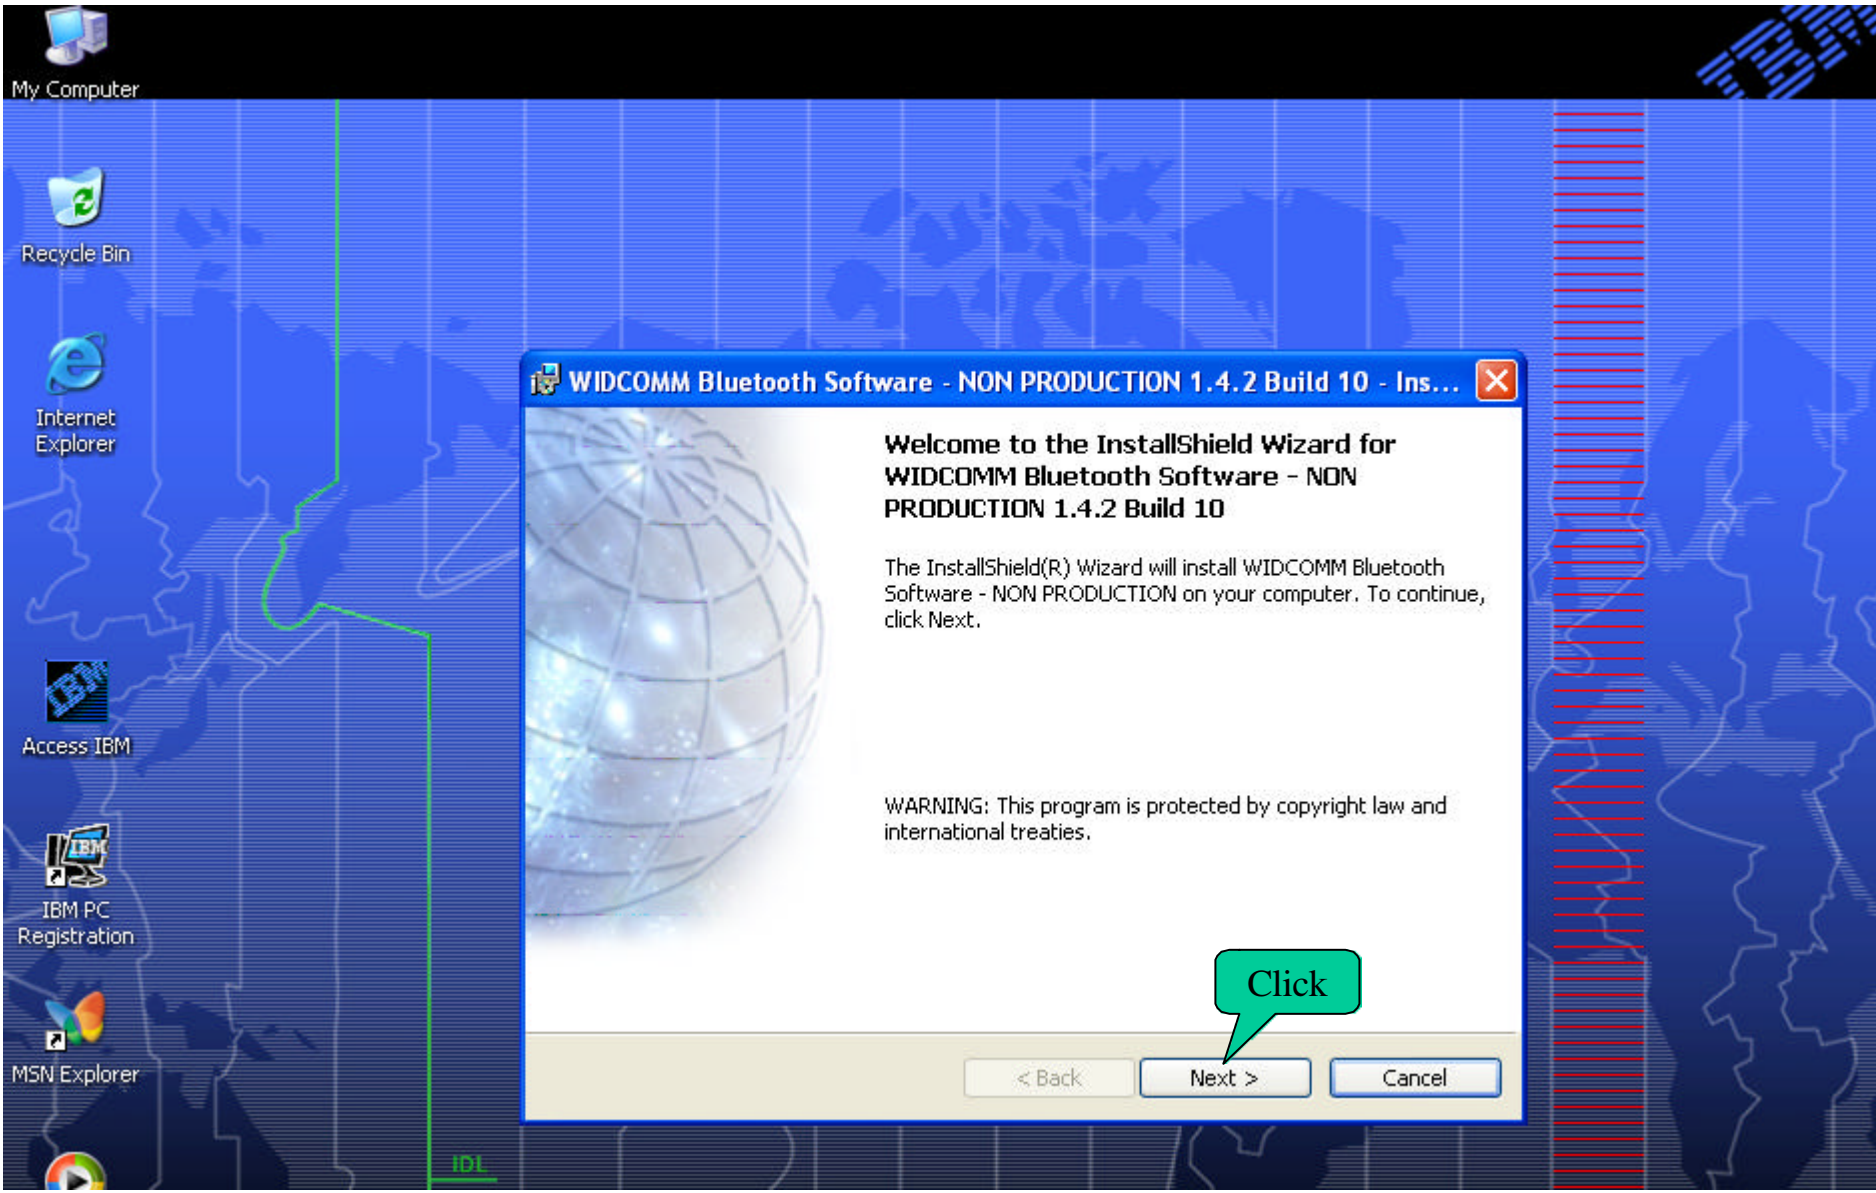 My Computer
IBM
Recycle Bin
Internet
Explorer
WIDCOMM Bluetooth Software - NON PRODUCTION 1.4.2 Build 10 - Ins...
Welcome to the InstallShield Wizard for
WIDCOMM Bluetooth Software - NON
PRODUCTION 1.4.2 Build 10
The InstallShield(R) Wizard will install WIDCOMM Bluetooth
Software - NON PRODUCTION on your computer. To continue,
click Next.
IBM
Access IBM
WARNING: This program is protected by copyright law and
international treaties.
IBM
IBM PC
Registration
Click
MSN Explorer
< Back
Next >
Cancel
IDL